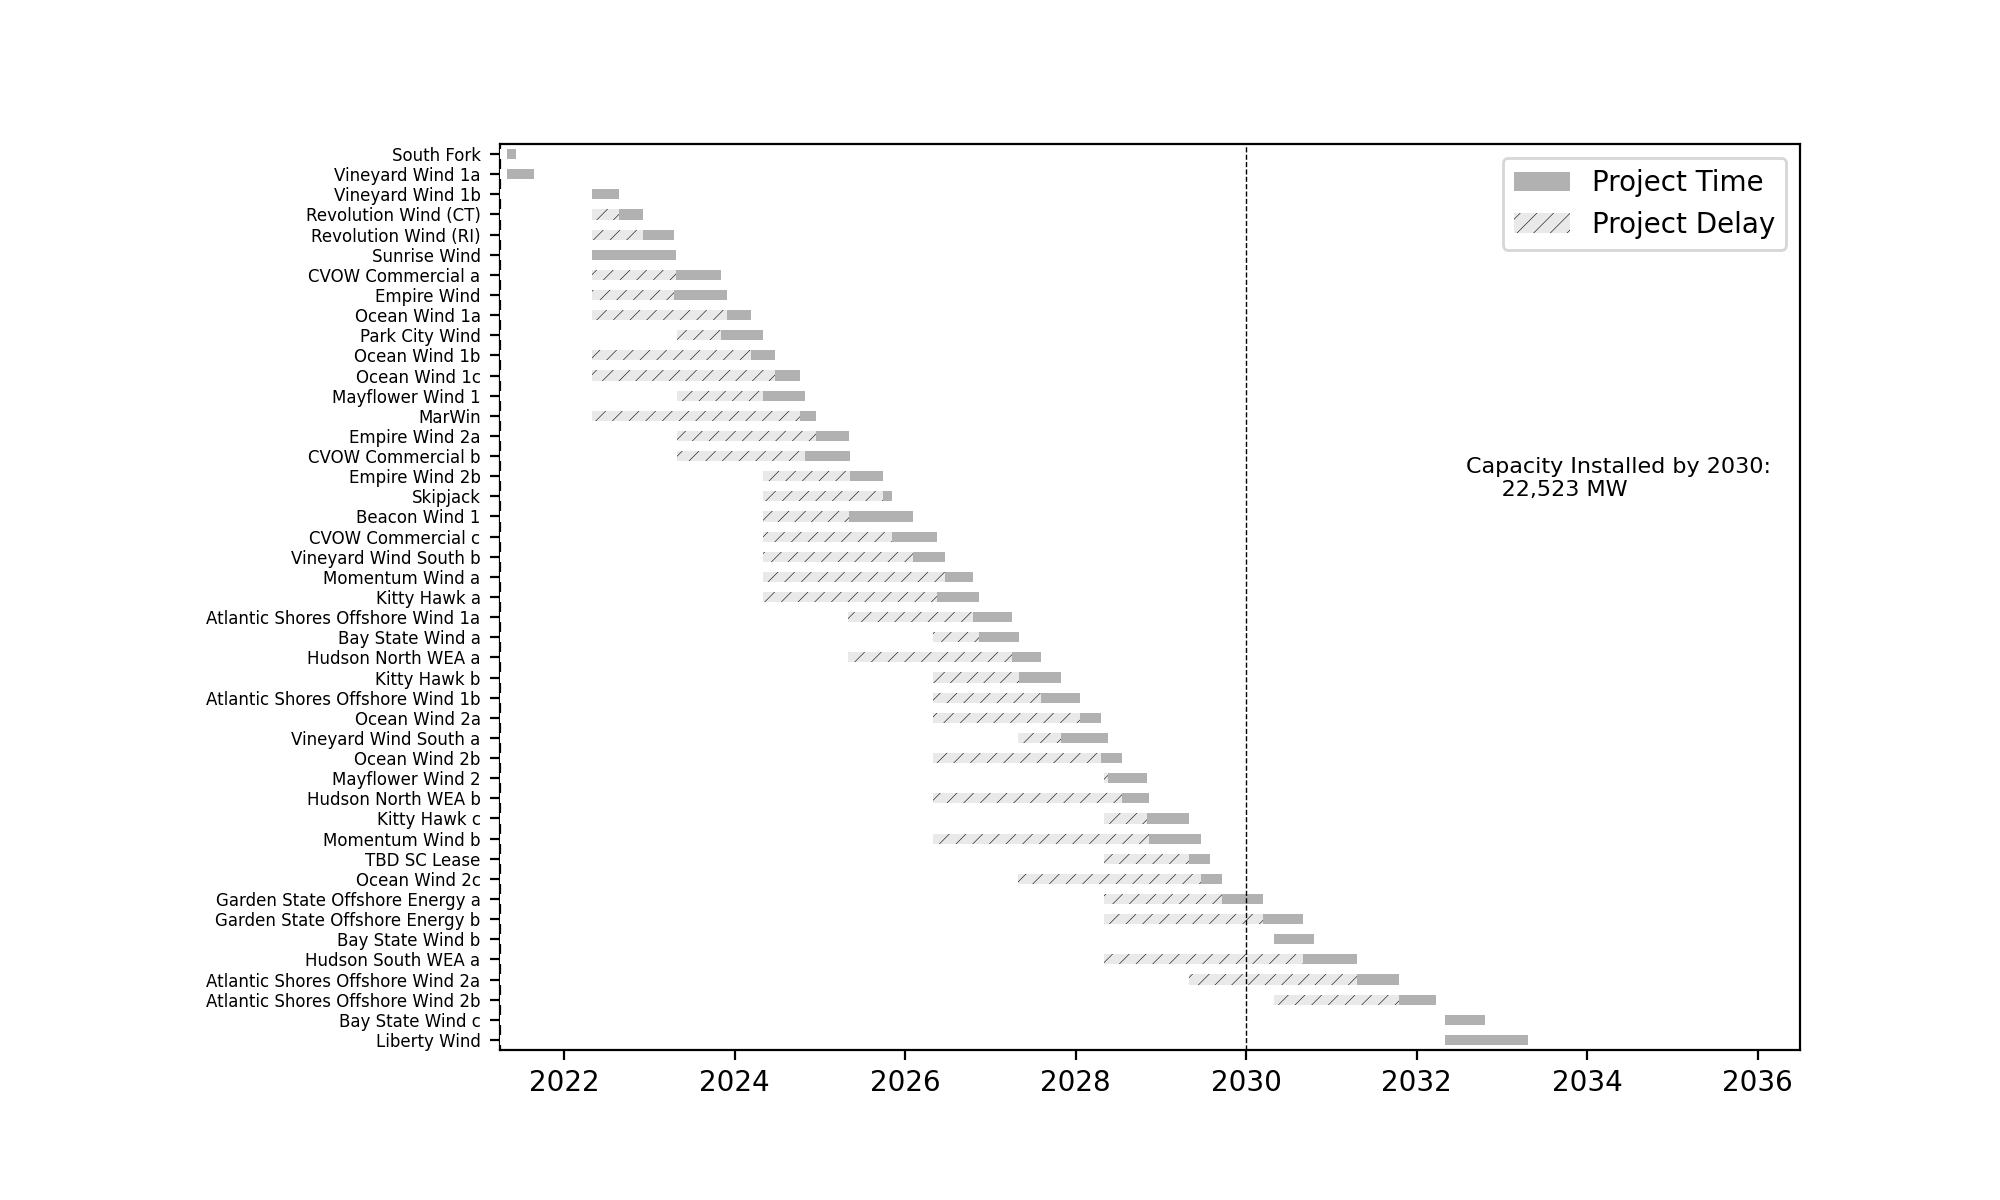 South Fork
Vineyard Wind 1a
Vineyard Wind 1b
Revolution Wind (CT)
Revolution Wind (RI)
Sunrise Wind
CVOW Commercial a
Empire Wind
Ocean Wind 1a
Park City Wind
Ocean Wind 1b
Ocean Wind 1c
Mayflower Wind 1
MarWin
Empire Wind 2a
CVOW Commercial b
Empire Wind 2b
Skipjack
Beacon Wind 1
CVOW Commercial c
Vineyard Wind South b
Momentum Wind a
Kitty Hawk a
Atlantic Shores Offshore Wind 1a
Bay State Wind a
Hudson North WEA a
Kitty Hawk b
Atlantic Shores Offshore Wind 1b
Ocean Wind 2a
Vineyard Wind South a
Ocean Wind 2b
Mayflower Wind 2
Hudson North WEA b
Kitty Hawk c
Momentum Wind b
TBD SC Lease
Ocean Wind 2c
Garden State Offshore Energy a
Garden State Offshore Energy b
Bay State Wind b
Hudson South WEA a
Atlantic Shores Offshore Wind 2a
Atlantic Shores Offshore Wind 2b
Bay State Wind c
Liberty Wind
Project Time
Project Delay
Capacity Installed by 2030:
22,523 MW
2022 2024 2026 2028 2030 2032 2034 2036